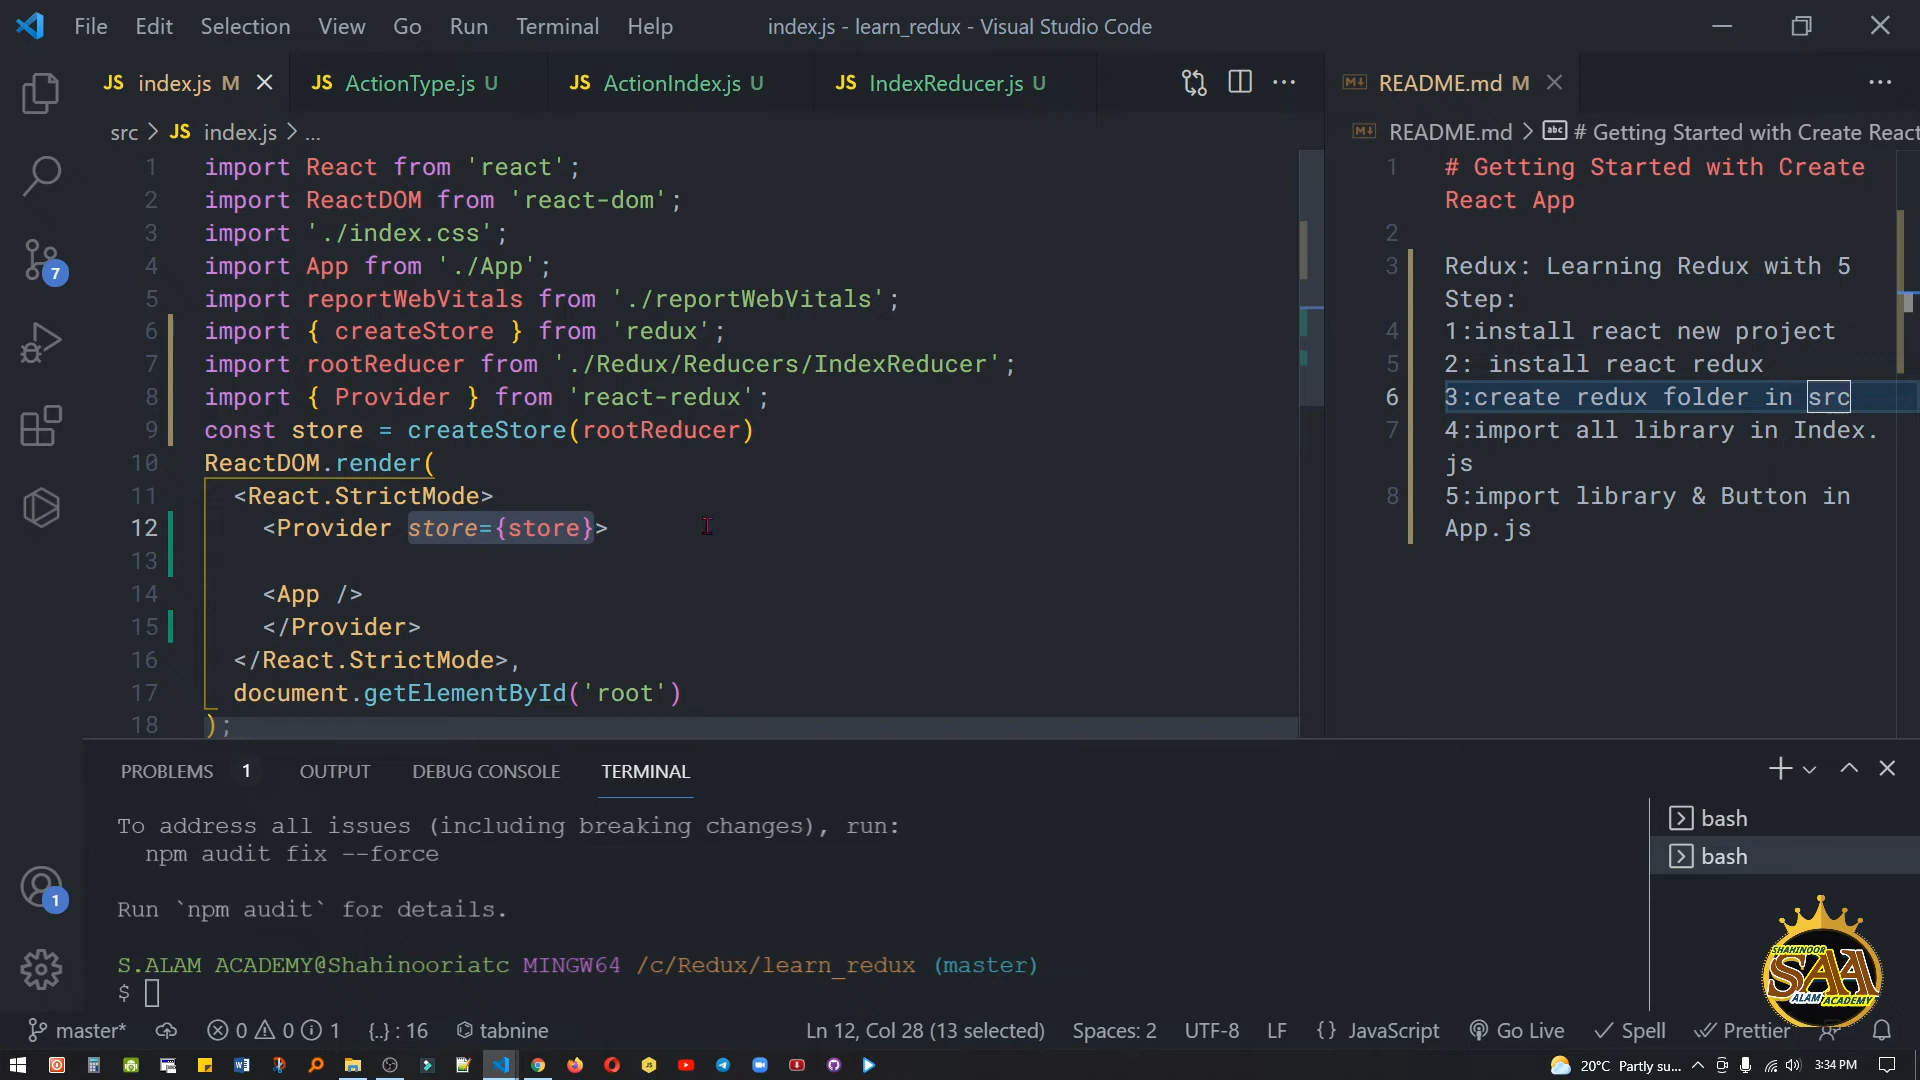 File Edit Selection View Go Run Terminal Help index.js - learn_redux - Visual Studio Code
JS index.js M JS ActionType.js U JS ActionIndex.js U JS IndexReducer.js U
README.md M
src > JS index.js > ...
README.md > # Getting Started with Create React
1 import React from 'react';
2 import ReactDOM from 'react-dom';
3 import './index.css';
4 import App from './App';
5 import reportWebVitals from './reportWebVitals';
6 import { createStore } from 'redux';
7 import rootReducer from './Redux/Reducers/IndexReducer';
8 import { Provider } from 'react-redux';
9 const store = createStore(rootReducer)
10 ReactDOM.render(
11 <React.StrictMode>
12 <Provider store={store}>
13
14 <App />
15 </Provider>
16 </React.StrictMode>,
17 document.getElementById('root')
18 );
1 # Getting Started with Create
React App
2
3 Redux: Learning Redux with 5
Step:
4 1:install react new project
5 2: install react redux
6 3:create redux folder in src
7 4:import all library in Index.
js
8 5:import library & Button in
App.js
PROBLEMS 1 OUTPUT DEBUG CONSOLE TERMINAL
To address all issues (including breaking changes), run:
npm audit fix --force
Run `npm audit` for details.
S.ALAM ACADEMY@Shahinooriatc MINGW64 /c/Redux/learn_redux (master)
$
bash
bash
7
1
SHAHINOOR
SAA
ALAM ACADEMY
master* 0 0 1 {..} : 16 tabnine Ln 12, Col 28 (13 selected) Spaces: 2 UTF-8 LF {} JavaScript Go Live Spell Prettier
20°C Partly su... 3:34 PM